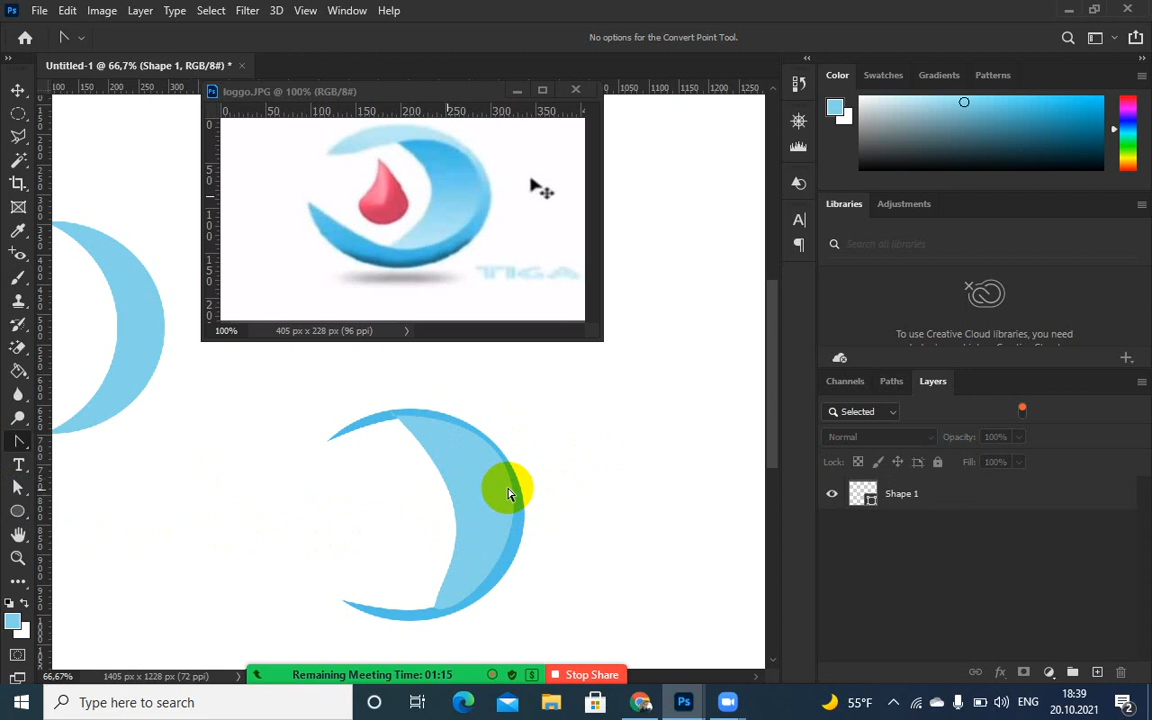 Ps File Edit Image Layer Type Select Filter 3D View Window Help
No options for the Convert Point Tool.
Untitled-1 @ 66,7% (Shape 1, RGB/8#) * ×
100 150 200 250 300
1050 1100 1150 1200 1250
loggo.JPG @ 100% (RGB/8#)
0 50 100 150 200 250 300 350
TIGA
100% 405 px x 228 px (96 ppi)
Color Swatches Gradients Patterns
Libraries Adjustments
Search all libraries
To use Creative Cloud libraries, you
Channels Paths Layers
Selected
Normal Opacity: 100%
Lock: Fill: 100%
Shape 1
fx
66,67% 1405 px x 1228 px (72 ppi)
Remaining Meeting Time: 01:15 Stop Share
Type here to search
55°F ENG
18:39
20.10.2021
2